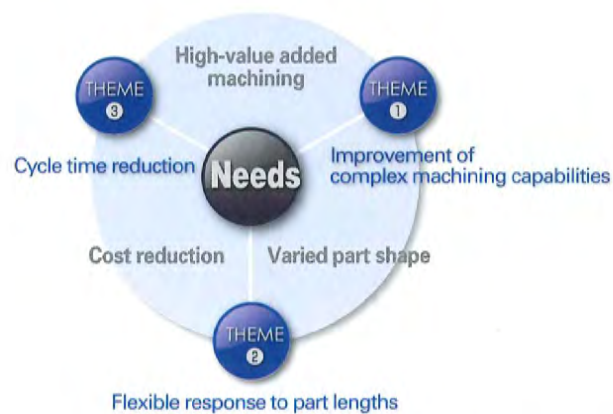 High-value added
machining
THEME
3
THEME
1
Cycle time reduction
Needs
Improvement of
complex machining capabilities
Cost reduction
Varied part shape
THEME
2
Flexible response to part lengths